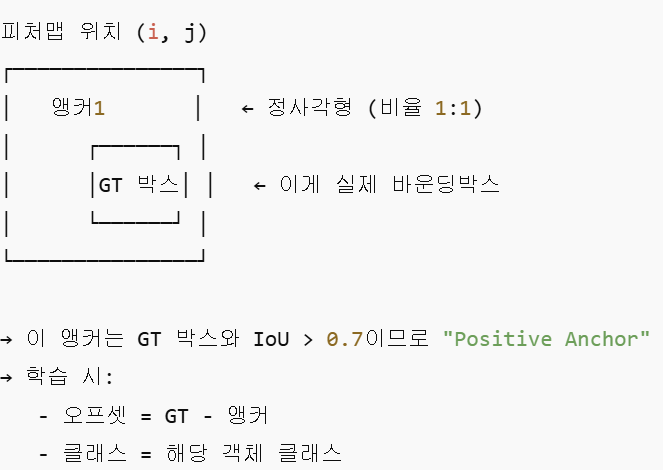 피처맵 위치 (i, j)
┌───────────────┐
│   앵커1       │   ← 정사각형 (비율 1:1)
│      ┌──────┐ │
│      │GT 박스│ │   ← 이게 실제 바운딩박스
│      └──────┘ │
└───────────────┘
→ 이 앵커는 GT 박스와 IoU > 0.7이므로 "Positive Anchor"
→ 학습 시:
- 오프셋 = GT - 앵커
- 클래스 = 해당 객체 클래스